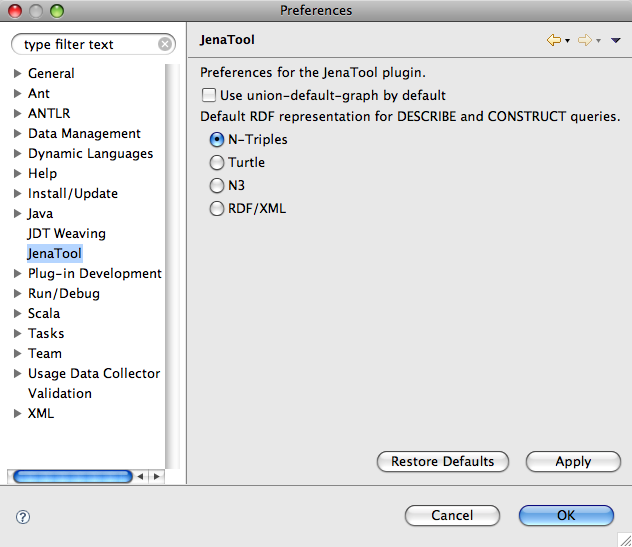 Preferences
type filter text
General
Ant
ANTLR
Data Management
Dynamic Languages
Help
Install/Update
Java
JDT Weaving
JenaTool
Plug-in Development
Run/Debug
Scala
Tasks
Team
Usage Data Collector
Validation
XML
JenaTool
Preferences for the JenaTool plugin.
Use union-default-graph by default
Default RDF representation for DESCRIBE and CONSTRUCT queries.
N-Triples
Turtle
N3
RDF/XML
Restore Defaults
Apply
?
Cancel
OK